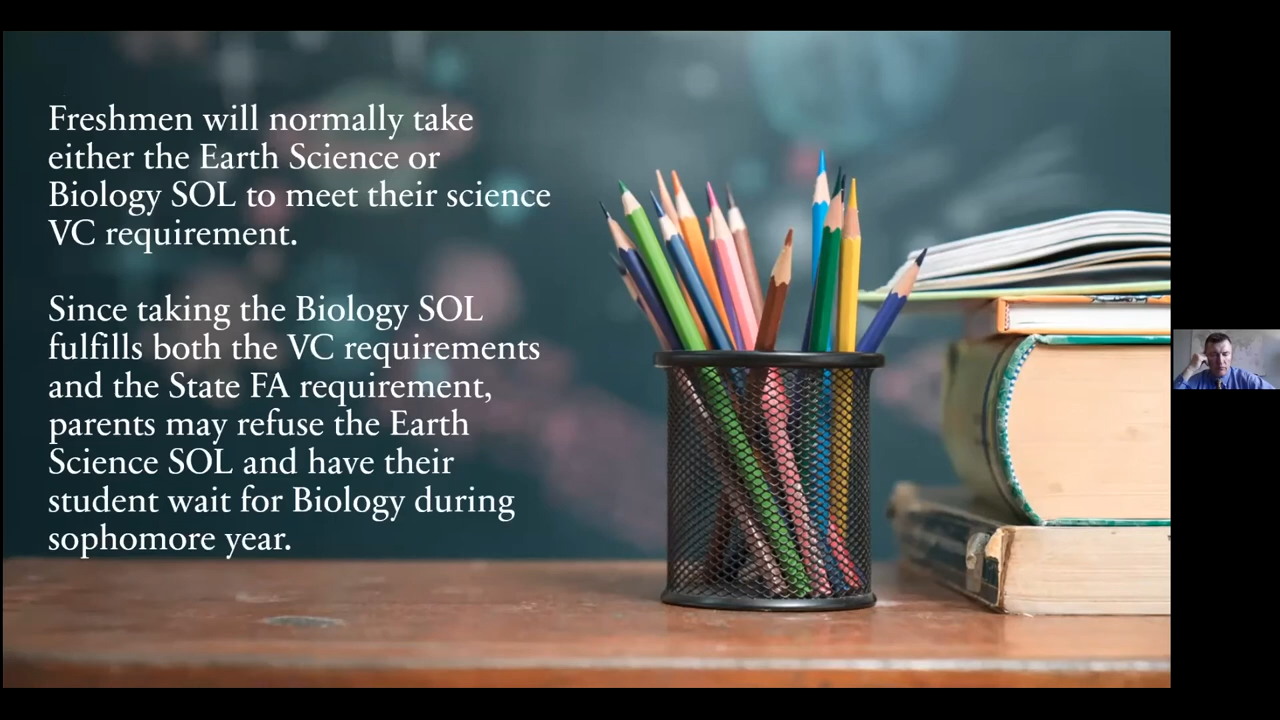 Freshmen will normally take
either the Earth Science or
Biology SOL to meet their science
VC requirement.
Since taking the Biology SOL
fulfills both the VC requirements
and the State FA requirement,
parents may refuse the Earth
Science SOL and have their
student wait for Biology during
sophomore year.